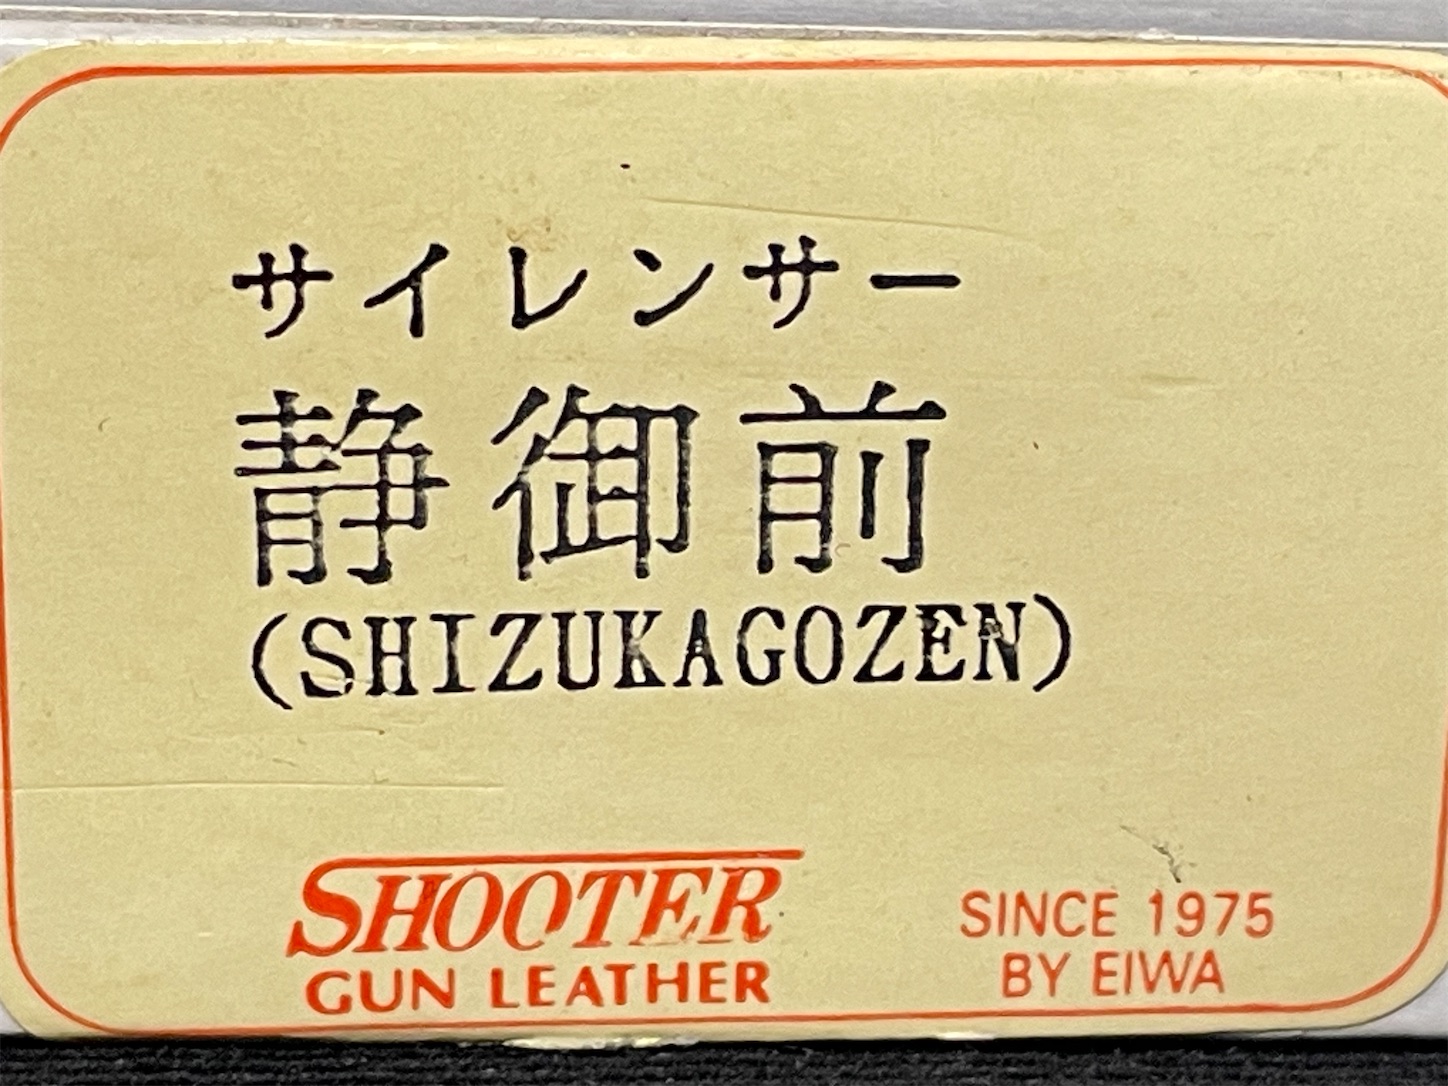 サイレンサー
静御前
(SHIZUKAGOZEN)
SHOOTER
GUN LEATHER
SINCE 1975
BY EIWA